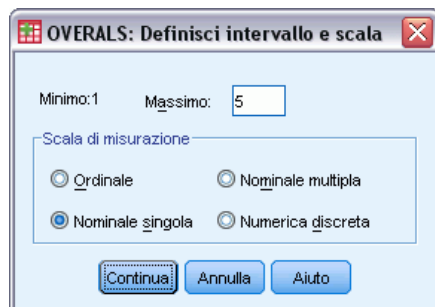 OVERALS: Definisci intervallo e scala
Minimo:1 Massimo: 5
Scala di misurazione
Ordinale Nominale multipla
Nominale singola Numerica discreta
Continua Annulla Aiuto